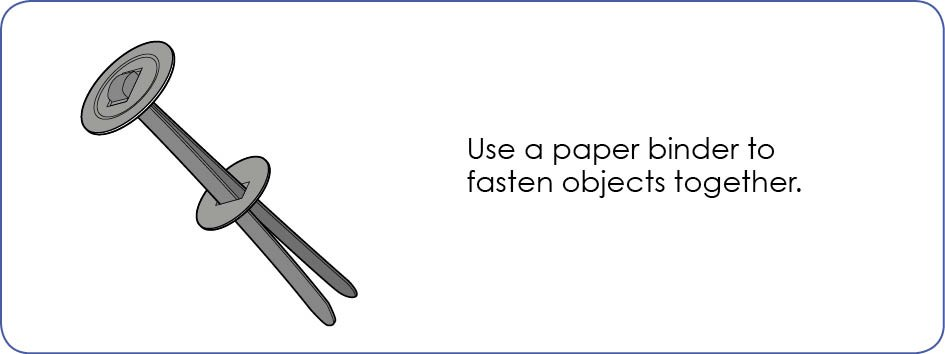 Use a paper binder to
fasten objects together.